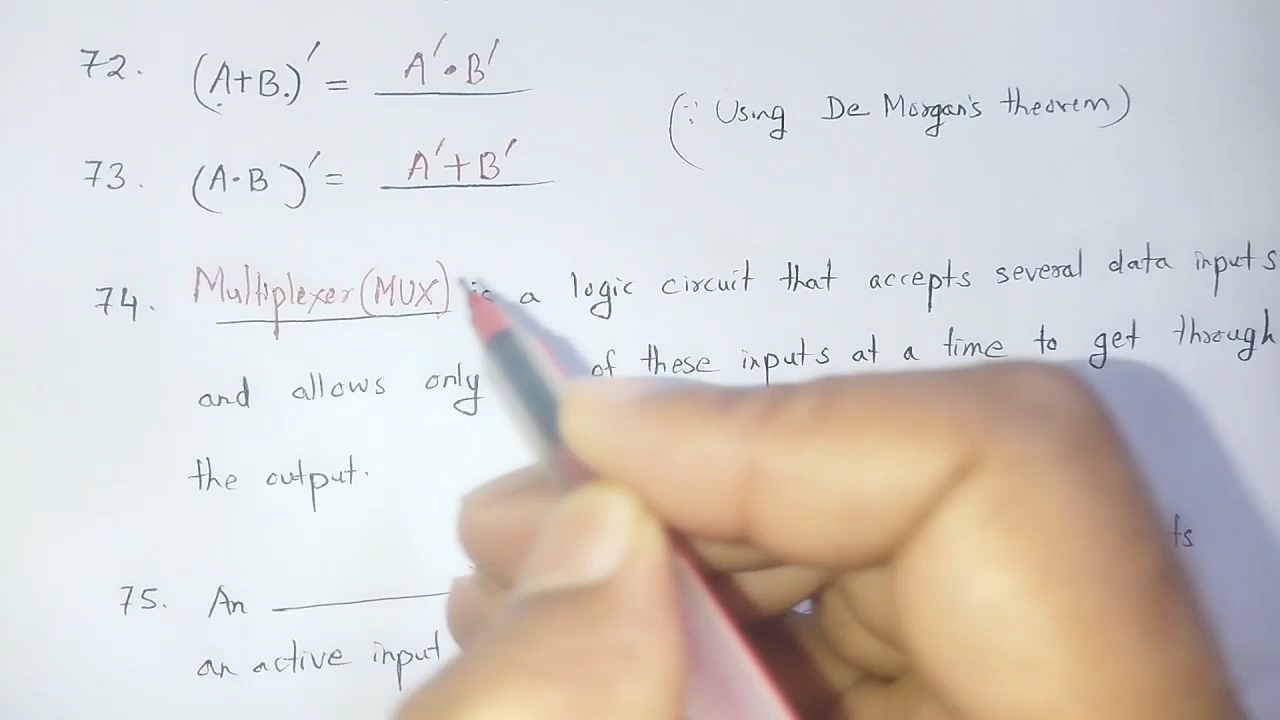 72. (A+B)' = A'•B'
(∵ Using De Morgan's theorem)
73. (A·B)' = A'+B'
74. Multiplexer (MUX) is a logic circuit that accepts several data inputs
and allows only of these inputs at a time to get through
the output.
75. An
an active input